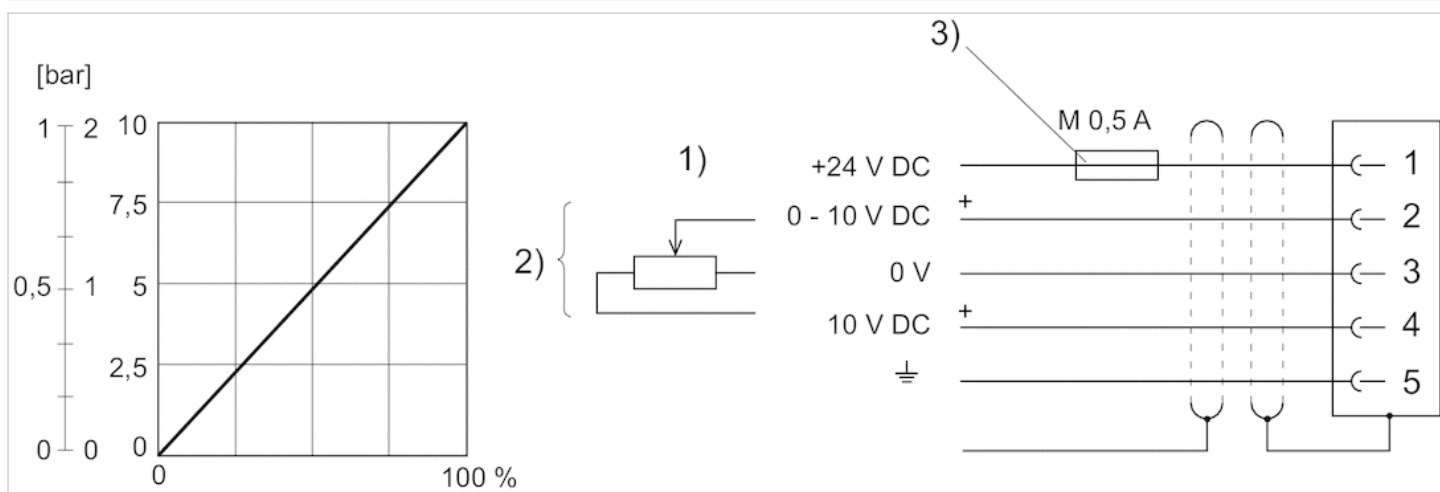 [bar]
1 2 10
7,5
0,5 1 5
2,5
0 0 0
0 100 %
1)
2)
3)
M 0,5 A
+24 V DC 1
0 - 10 V DC + 2
0 V 3
10 V DC + 4
5